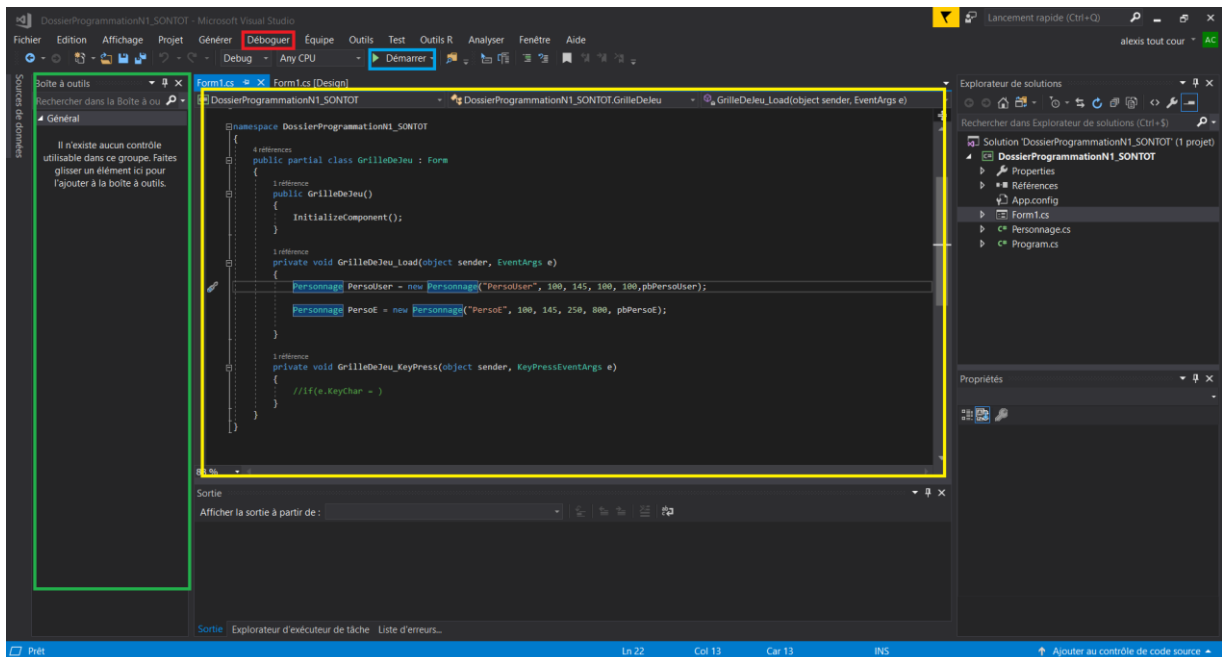 DossierProgrammationN1_SONTOT - Microsoft Visual Studio
Lancement rapide (Ctrl+Q)
Fichier Edition Affichage Projet Générer Déboguer Équipe Outils Test Outils R Analyser Fenêtre Aide
alexis tout cour AC
Debug Any CPU Démarrer
Sources de données
Boîte à outils
Rechercher dans la Boîte à ou
Général
Il n'existe aucun contrôle
utilisable dans ce groupe. Faites
glisser un élément ici pour
l'ajouter à la boîte à outils.
Form1.cs Form1.cs [Design]
DossierProgrammationN1_SONTOT DossierProgrammationN1_SONTOT.GrilleDeJeu GrilleDeJeu_Load(object sender, EventArgs e)
namespace DossierProgrammationN1_SONTOT
{
4 références
public partial class GrilleDeJeu : Form
{
1 référence
public GrilleDeJeu()
{
InitializeComponent();
}
1 référence
private void GrilleDeJeu_Load(object sender, EventArgs e)
{
Personnage PersoUser = new Personnage("PersoUser", 100, 145, 100, 100,pbPersoUser);
Personnage PersoE = new Personnage("PersoE", 100, 145, 250, 800, pbPersoE);
}
1 référence
private void GrilleDeJeu_KeyPress(object sender, KeyPressEventArgs e)
{
//if(e.KeyChar = )
}
}
}
Sortie
Afficher la sortie à partir de :
Sortie Explorateur d'exécuteur de tâche Liste d'erreurs...
Explorateur de solutions
Rechercher dans Explorateur de solutions (Ctrl+$)
Solution 'DossierProgrammationN1_SONTOT' (1 projet)
DossierProgrammationN1_SONTOT
Properties
Références
App.config
Form1.cs
Personnage.cs
Program.cs
Propriétés
Prêt Ln 22 Col 13 Car 13 INS Ajouter au contrôle de code source